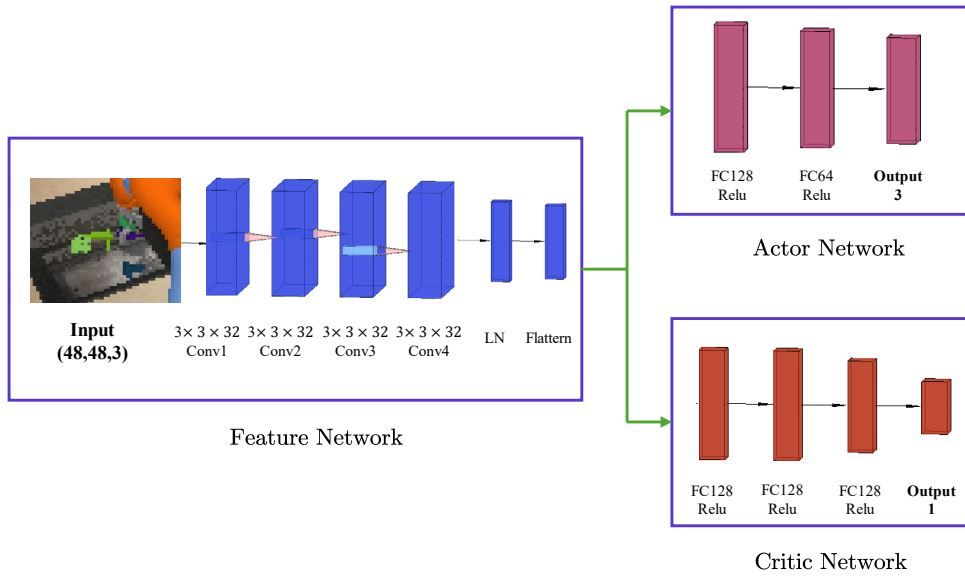 Input
(48,48,3)
3× 3 × 32
Conv1
3× 3 × 32
Conv2
3× 3 × 32
Conv3
3× 3 × 32
Conv4
LN
Flattern
Feature Network
FC128
Relu
FC64
Relu
Output
3
Actor Network
FC128
Relu
FC128
Relu
FC128
Relu
Output
1
Critic Network